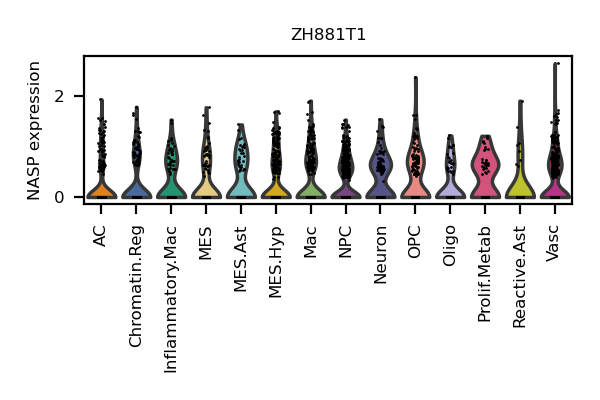 ZH881T1
NASP expression
2
0
AC
Chromatin.Reg
Inflammatory.Mac
MES
MES.Ast
MES.Hyp
Mac
NPC
Neuron
OPC
Oligo
Prolif.Metab
Reactive.Ast
Vasc